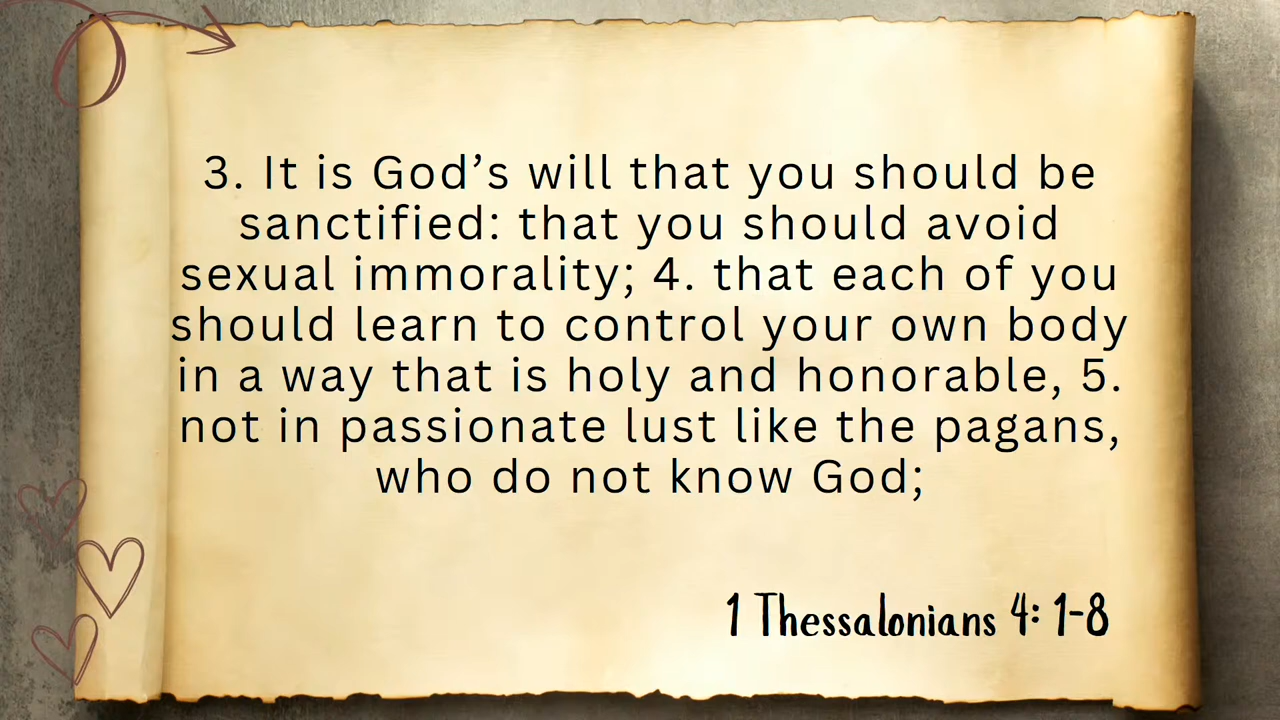 3. It is God’s will that you should be
sanctified: that you should avoid
sexual immorality; 4. that each of you
should learn to control your own body
in a way that is holy and honorable, 5.
not in passionate lust like the pagans,
who do not know God;
1 Thessalonians 4: 1-8